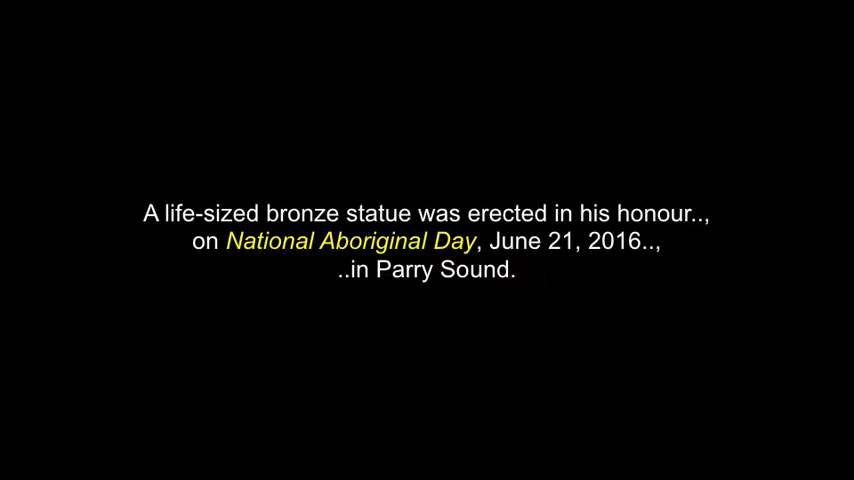 A life-sized bronze statue was erected in his honour..,
on National Aboriginal Day, June 21, 2016..,
..in Parry Sound.